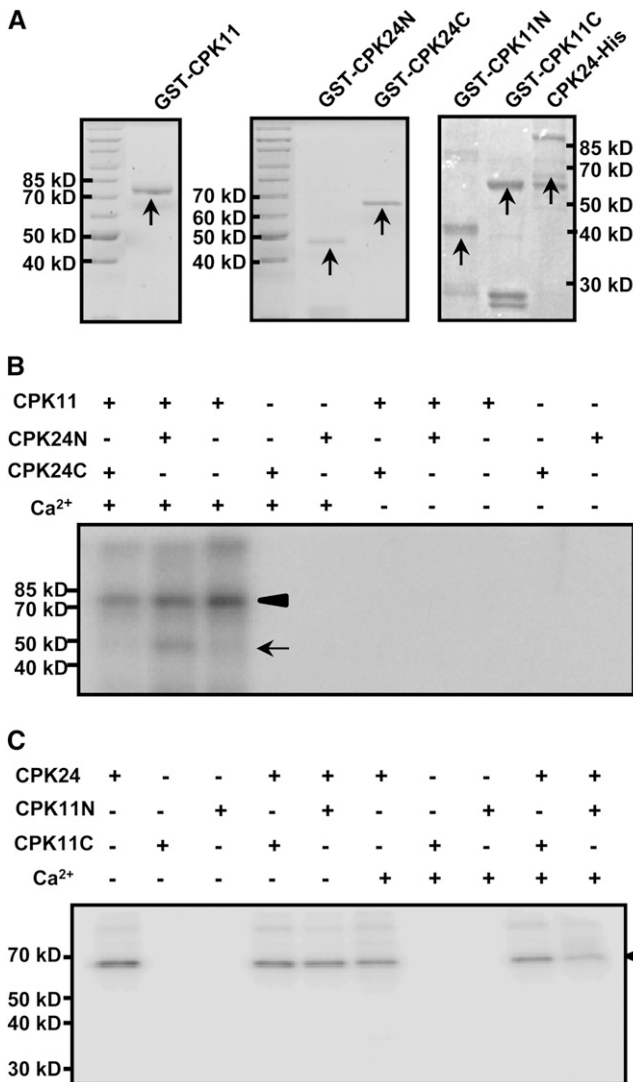 A
GST-CPK11
GST-CPK24N
GST-CPK24C
GST-CPK11N
GST-CPK11C
CPK24-His
85 kD
70 kD
50 kD
40 kD
70 kD
60 kD
50 kD
40 kD
85 kD
70 kD
50 kD
40 kD
30 kD
B
CPK11 + + + - - + + + - -
CPK24N - + - - + - + - - +
CPK24C + - - + - + - - + -
Ca²⁺ + + + + + - - - - -
85 kD
70 kD
50 kD
40 kD
C
CPK24 + - - + + + - - + +
CPK11N - - + - + - - + - +
CPK11C - + - + - - + - + -
Ca²⁺ - - - - - + + + + +
70 kD
50 kD
40 kD
30 kD